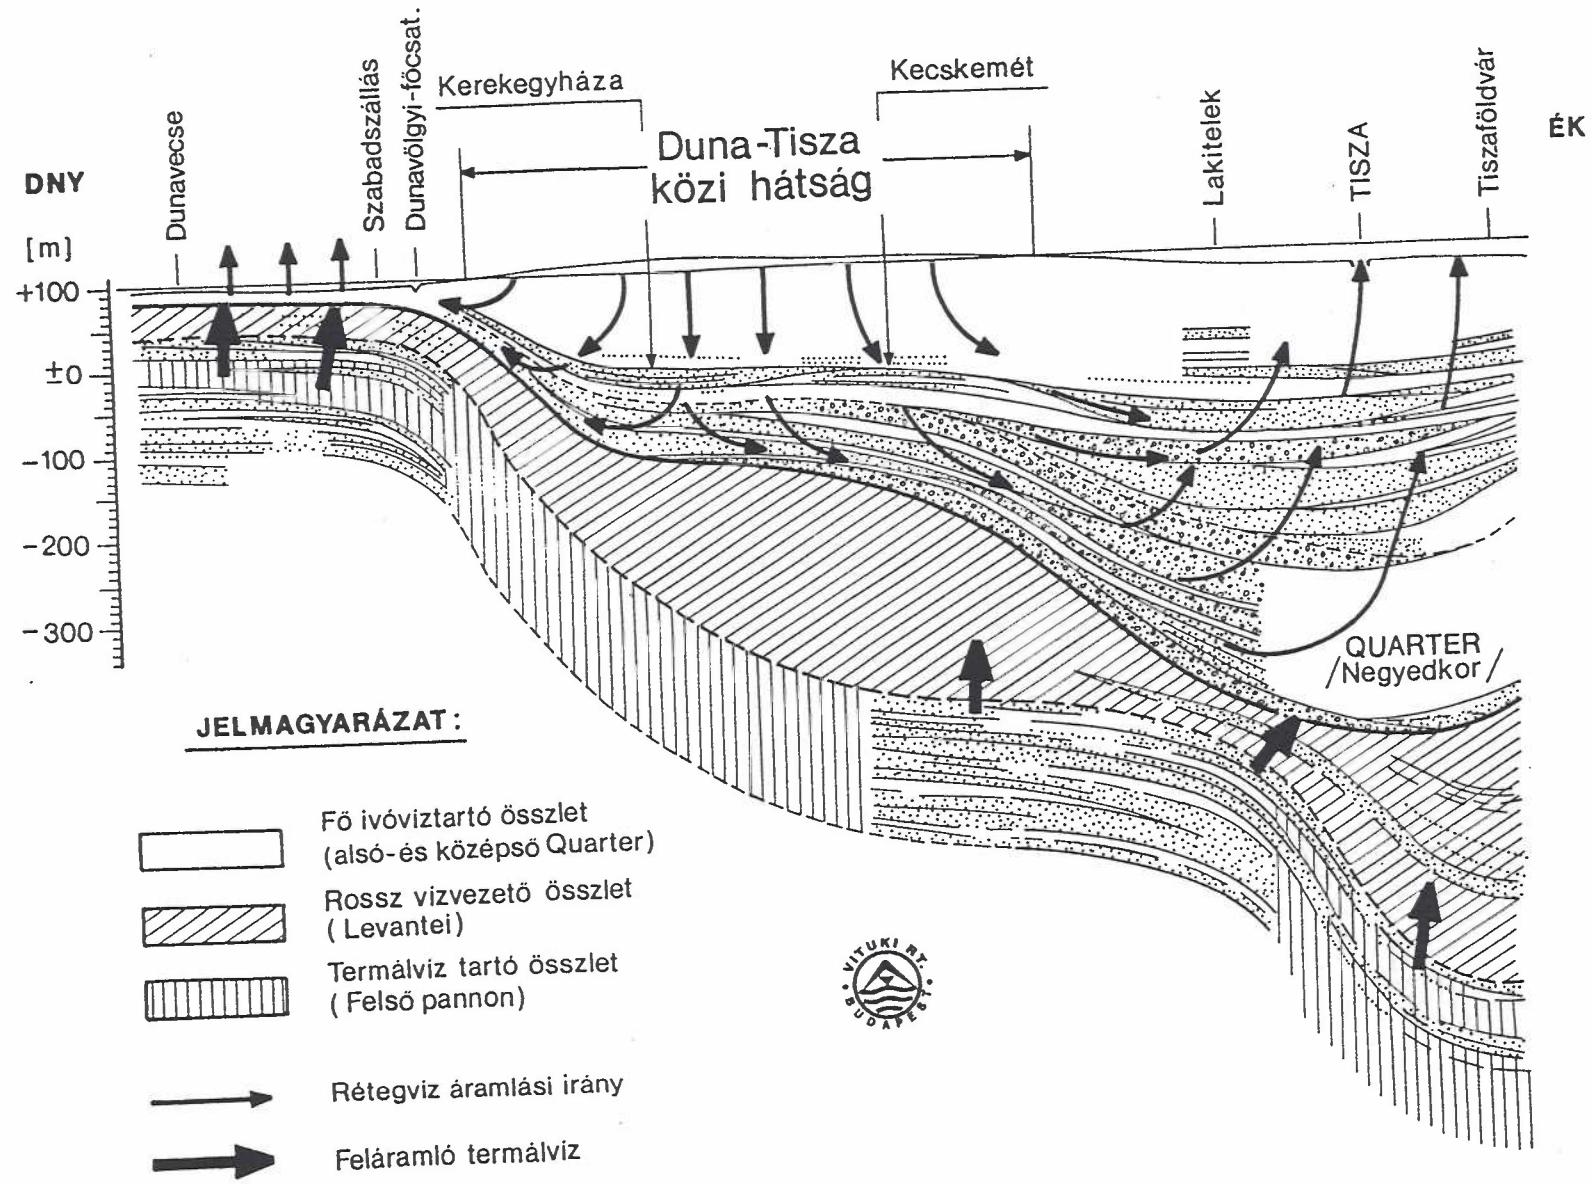 Dunavecse
Szabadszállás
Dunavölgyi-főcsat.
Kerekegyháza
Kecskemét
Duna-Tisza
közi hátság
Lakitelek
TISZA
Tiszaföldvár
DNY
ÉK
[m]
+100
±0
-100
-200
-300
QUARTER
/Negyedkor/
JELMAGYARÁZAT:
Fő ivóviztartó összlet
(alsó-és középső Quarter)
Rossz vizvezető összlet
(Levantei)
Termálviz tartó összlet
(Felső pannon)
Rétegviz áramlási irány
Feláramló termálviz
VITUKI RT.
BUDAPEST